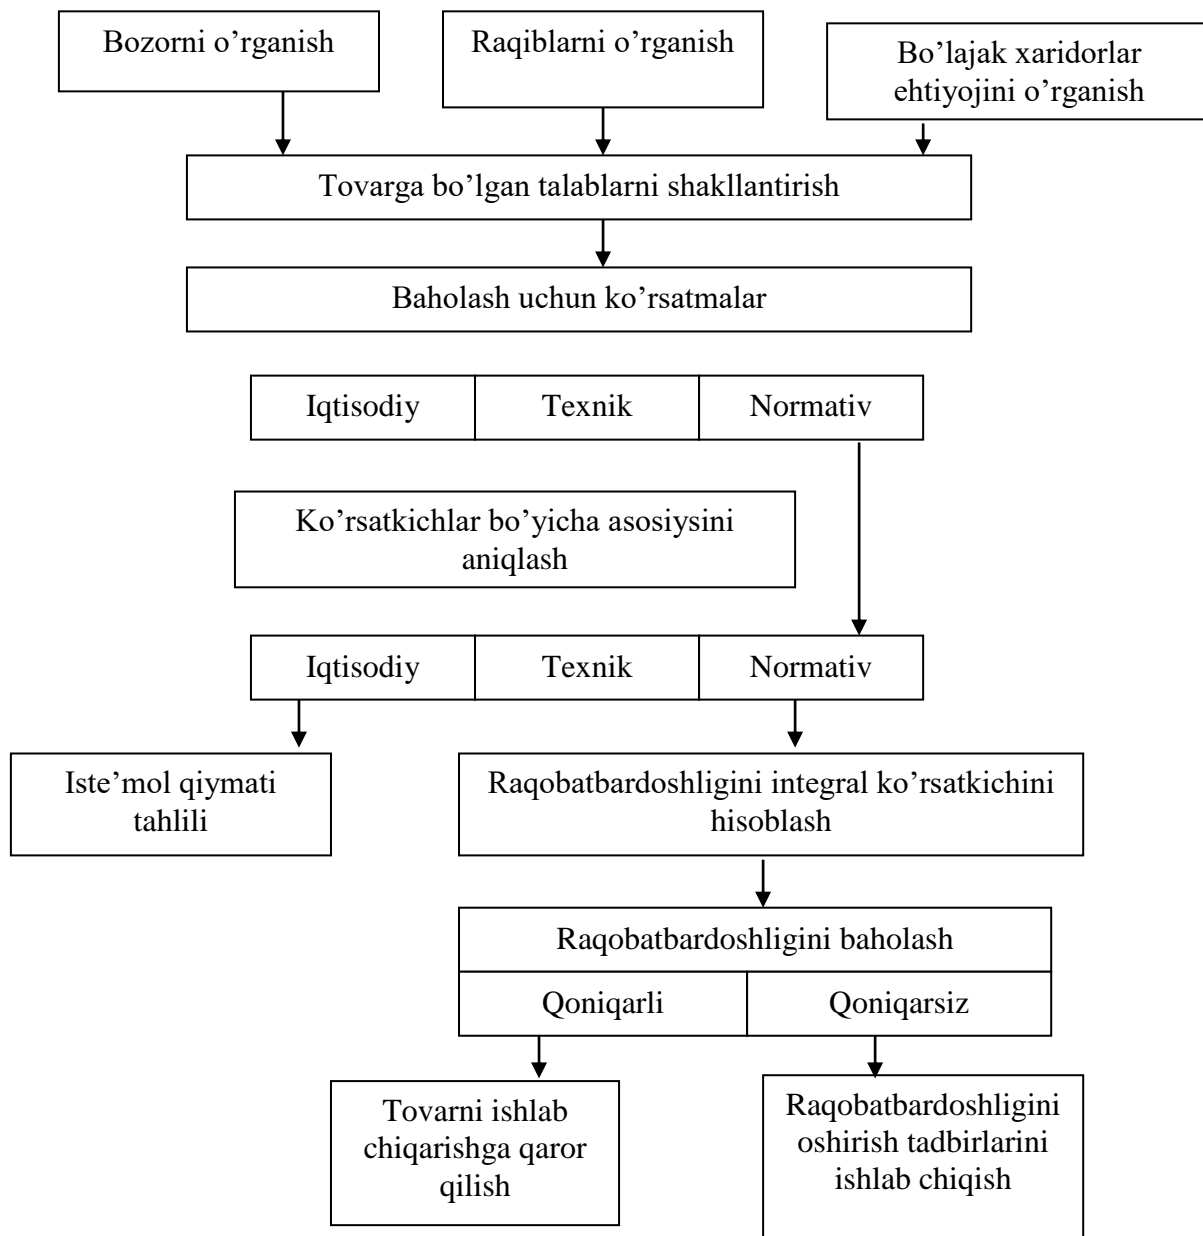 Bozorni o’rganish
Raqiblarni o’rganish
Bo’lajak xaridorlar
ehtiyojini o’rganish
Tovarga bo’lgan talablarni shakllantirish
Baholash uchun ko’rsatmalar
Iqtisodiy
Texnik
Normativ
Ko’rsatkichlar bo’yicha asosiysini
aniqlash
Iqtisodiy
Texnik
Normativ
Iste’mol qiymati
tahlili
Raqobatbardoshligini integral ko’rsatkichini
hisoblash
Raqobatbardoshligini baholash
Qoniqarli
Qoniqarsiz
Tovarni ishlab
chiqarishga qaror
qilish
Raqobatbardoshligini
oshirish tadbirlarini
ishlab chiqish